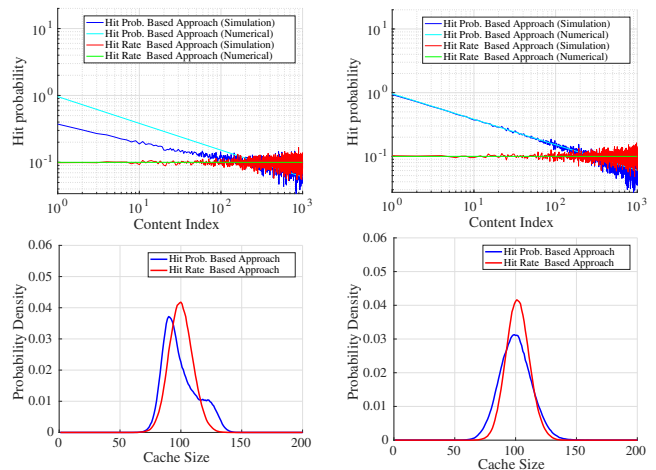 Hit probability
10^1
10^0
10^-1
Hit Prob. Based Approach (Simulation)
Hit Prob. Based Approach (Numerical)
Hit Rate Based Approach (Simulation)
Hit Rate Based Approach (Numerical)
10^0 10^1 10^2 10^3
Content Index
Hit probability
10^1
10^0
10^-1
Hit Prob. Based Approach (Simulation)
Hit Prob. Based Approach (Numerical)
Hit Rate Based Approach (Simulation)
Hit Rate Based Approach (Numerical)
10^0 10^1 10^2 10^3
Content Index
Probability Density
0.06
0.05
0.04
0.03
0.02
0.01
0
Hit Prob. Based Approach
Hit Rate Based Approach
0 50 100 150 200
Cache Size
Probability Density
0.06
0.05
0.04
0.03
0.02
0.01
0
Hit Prob. Based Approach
Hit Rate Based Approach
0 50 100 150 200
Cache Size